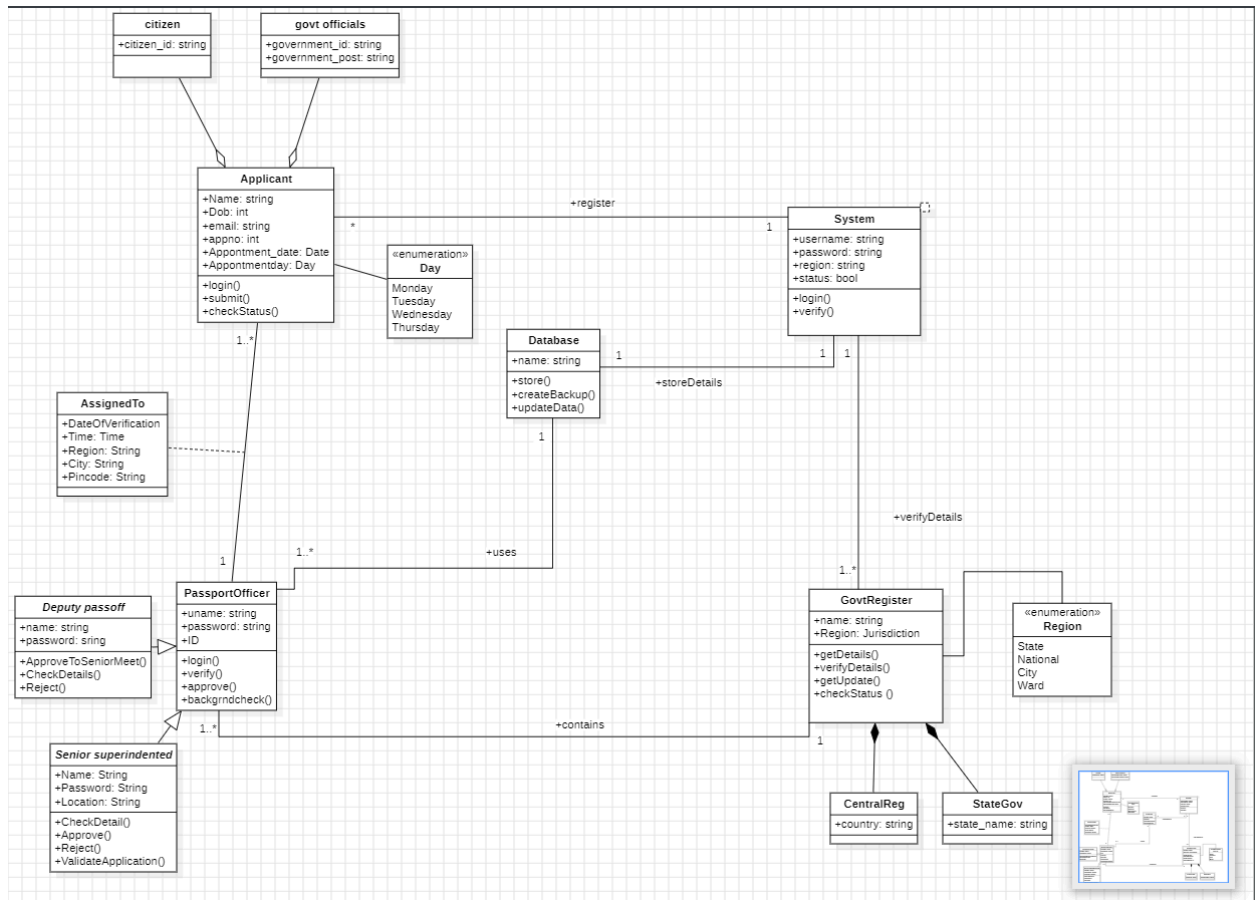 citizen
+citizen_id: string
govt officials
+government_id: string
+government_post: string
Applicant
+Name: string
+Dob: int
+email: string
+appno: int
+Appontment_date: Date
+Appontmentday: Day
+login()
+submit()
+checkStatus()
+register
*
1
System
+username: string
+password: string
+region: string
+status: bool
+login()
+verify()
«enumeration»
Day
Monday
Tuesday
Wednesday
Thursday
1..*
Database
+name: string
+store()
+createBackup()
+updateData()
1
1
1
+storeDetails
AssignedTo
+DateOfVerification
+Time: Time
+Region: String
+City: String
+Pincode: String
1
+verifyDetails
1
1..*
+uses
1..*
PassportOfficer
+uname: string
+password: string
+ID
+login()
+verify()
+approve()
+backgrndcheck()
Deputy passoff
+name: string
+password: sring
+ApproveToSeniorMeet()
+CheckDetails()
+Reject()
GovtRegister
+name: string
+Region: Jurisdiction
+getDetails()
+verifyDetails()
+getUpdate()
+checkStatus ()
«enumeration»
Region
State
National
City
Ward
1..*
+contains
1
Senior superindented
+Name: String
+Password: String
+Location: String
+CheckDetail()
+Approve()
+Reject()
+ValidateApplication()
CentralReg
+country: string
StateGov
+state_name: string